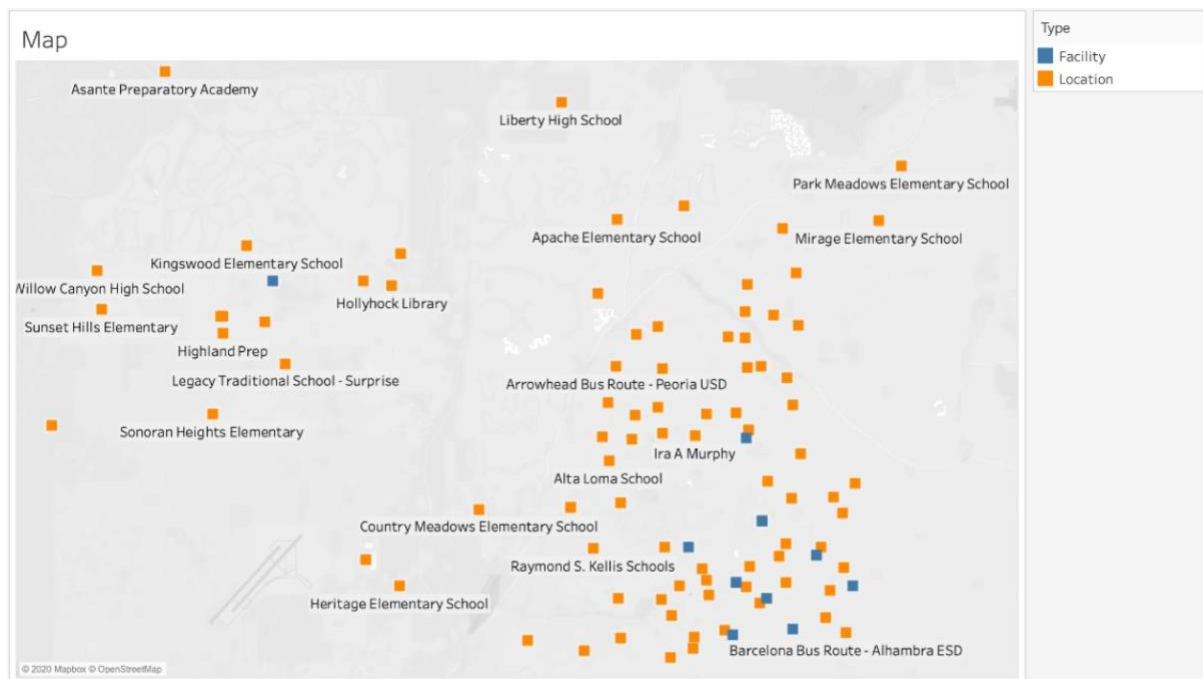 Map
Type
Facility
Location
Asante Preparatory Academy
Liberty High School
Park Meadows Elementary School
Apache Elementary School
Mirage Elementary School
Kingswood Elementary School
Willow Canyon High School
Hollyhock Library
Sunset Hills Elementary
Highland Prep
Legacy Traditional School - Surprise
Arrowhead Bus Route - Peoria USD
Sonoran Heights Elementary
Ira A Murphy
Alta Loma School
Country Meadows Elementary School
Raymond S. Kellis Schools
Heritage Elementary School
Barcelona Bus Route - Alhambra ESD
© 2020 Mapbox © OpenStreetMap